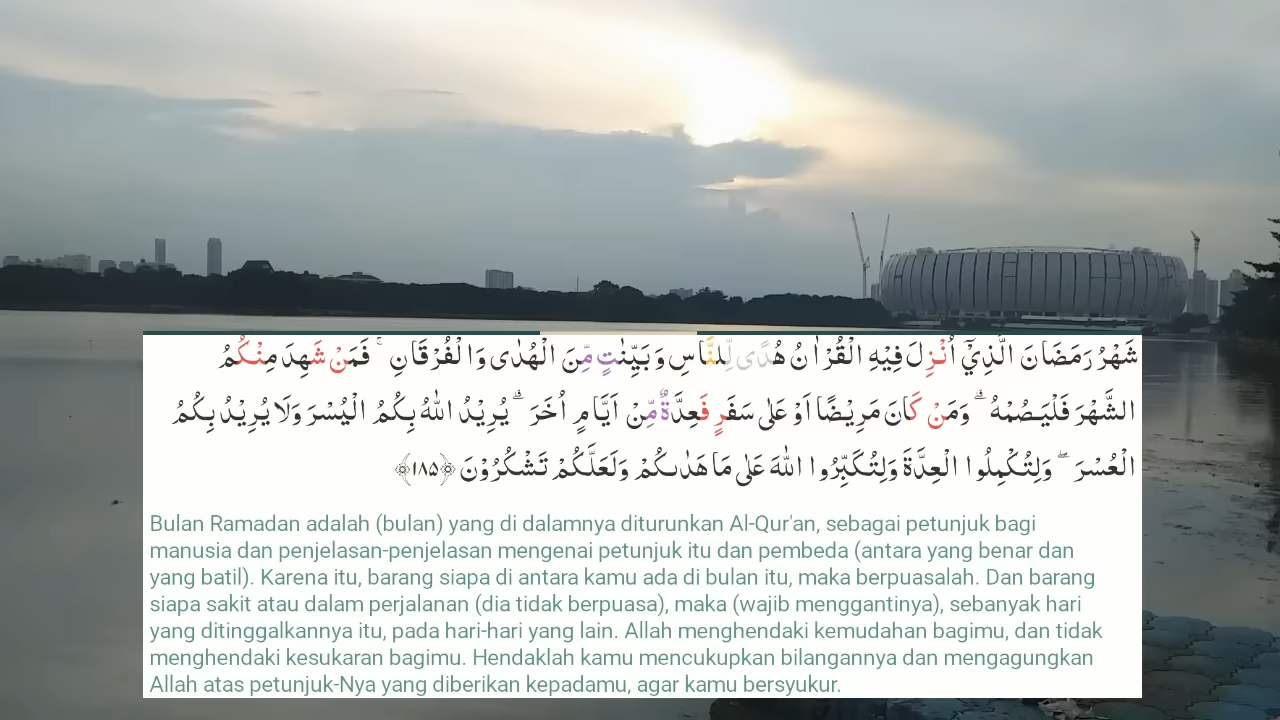 شَهْرُ رَمَضَانَ الَّذِيْٓ اُنْزِلَ فِيْهِ الْقُرْاٰنُ هُدًى لِّلنَّاسِ وَبَيِّنٰتٍ مِّنَ الْهُدٰى وَالْفُرْقَانِۚ فَمَنْ شَهِدَ مِنْكُمُ
الشَّهْرَ فَلْيَصُمْهُۗ وَمَنْ كَانَ مَرِيْضًا اَوْ عَلٰى سَفَرٍ فَعِدَّةٌ مِّنْ اَيَّامٍ اُخَرَۗ يُرِيْدُ اللّٰهُ بِكُمُ الْيُسْرَ وَلَا يُرِيْدُ بِكُمُ
الْعُسْرَۖ وَلِتُكْمِلُوا الْعِدَّةَ وَلِتُكَبِّرُوا اللّٰهَ عَلٰى مَا هَدٰىكُمْ وَلَعَلَّكُمْ تَشْكُرُوْنَ ﴿١٨٥﴾
Bulan Ramadan adalah (bulan) yang di dalamnya diturunkan Al-Qur'an, sebagai petunjuk bagi
manusia dan penjelasan-penjelasan mengenai petunjuk itu dan pembeda (antara yang benar dan
yang batil). Karena itu, barang siapa di antara kamu ada di bulan itu, maka berpuasalah. Dan barang
siapa sakit atau dalam perjalanan (dia tidak berpuasa), maka (wajib menggantinya), sebanyak hari
yang ditinggalkannya itu, pada hari-hari yang lain. Allah menghendaki kemudahan bagimu, dan tidak
menghendaki kesukaran bagimu. Hendaklah kamu mencukupkan bilangannya dan mengagungkan
Allah atas petunjuk-Nya yang diberikan kepadamu, agar kamu bersyukur.